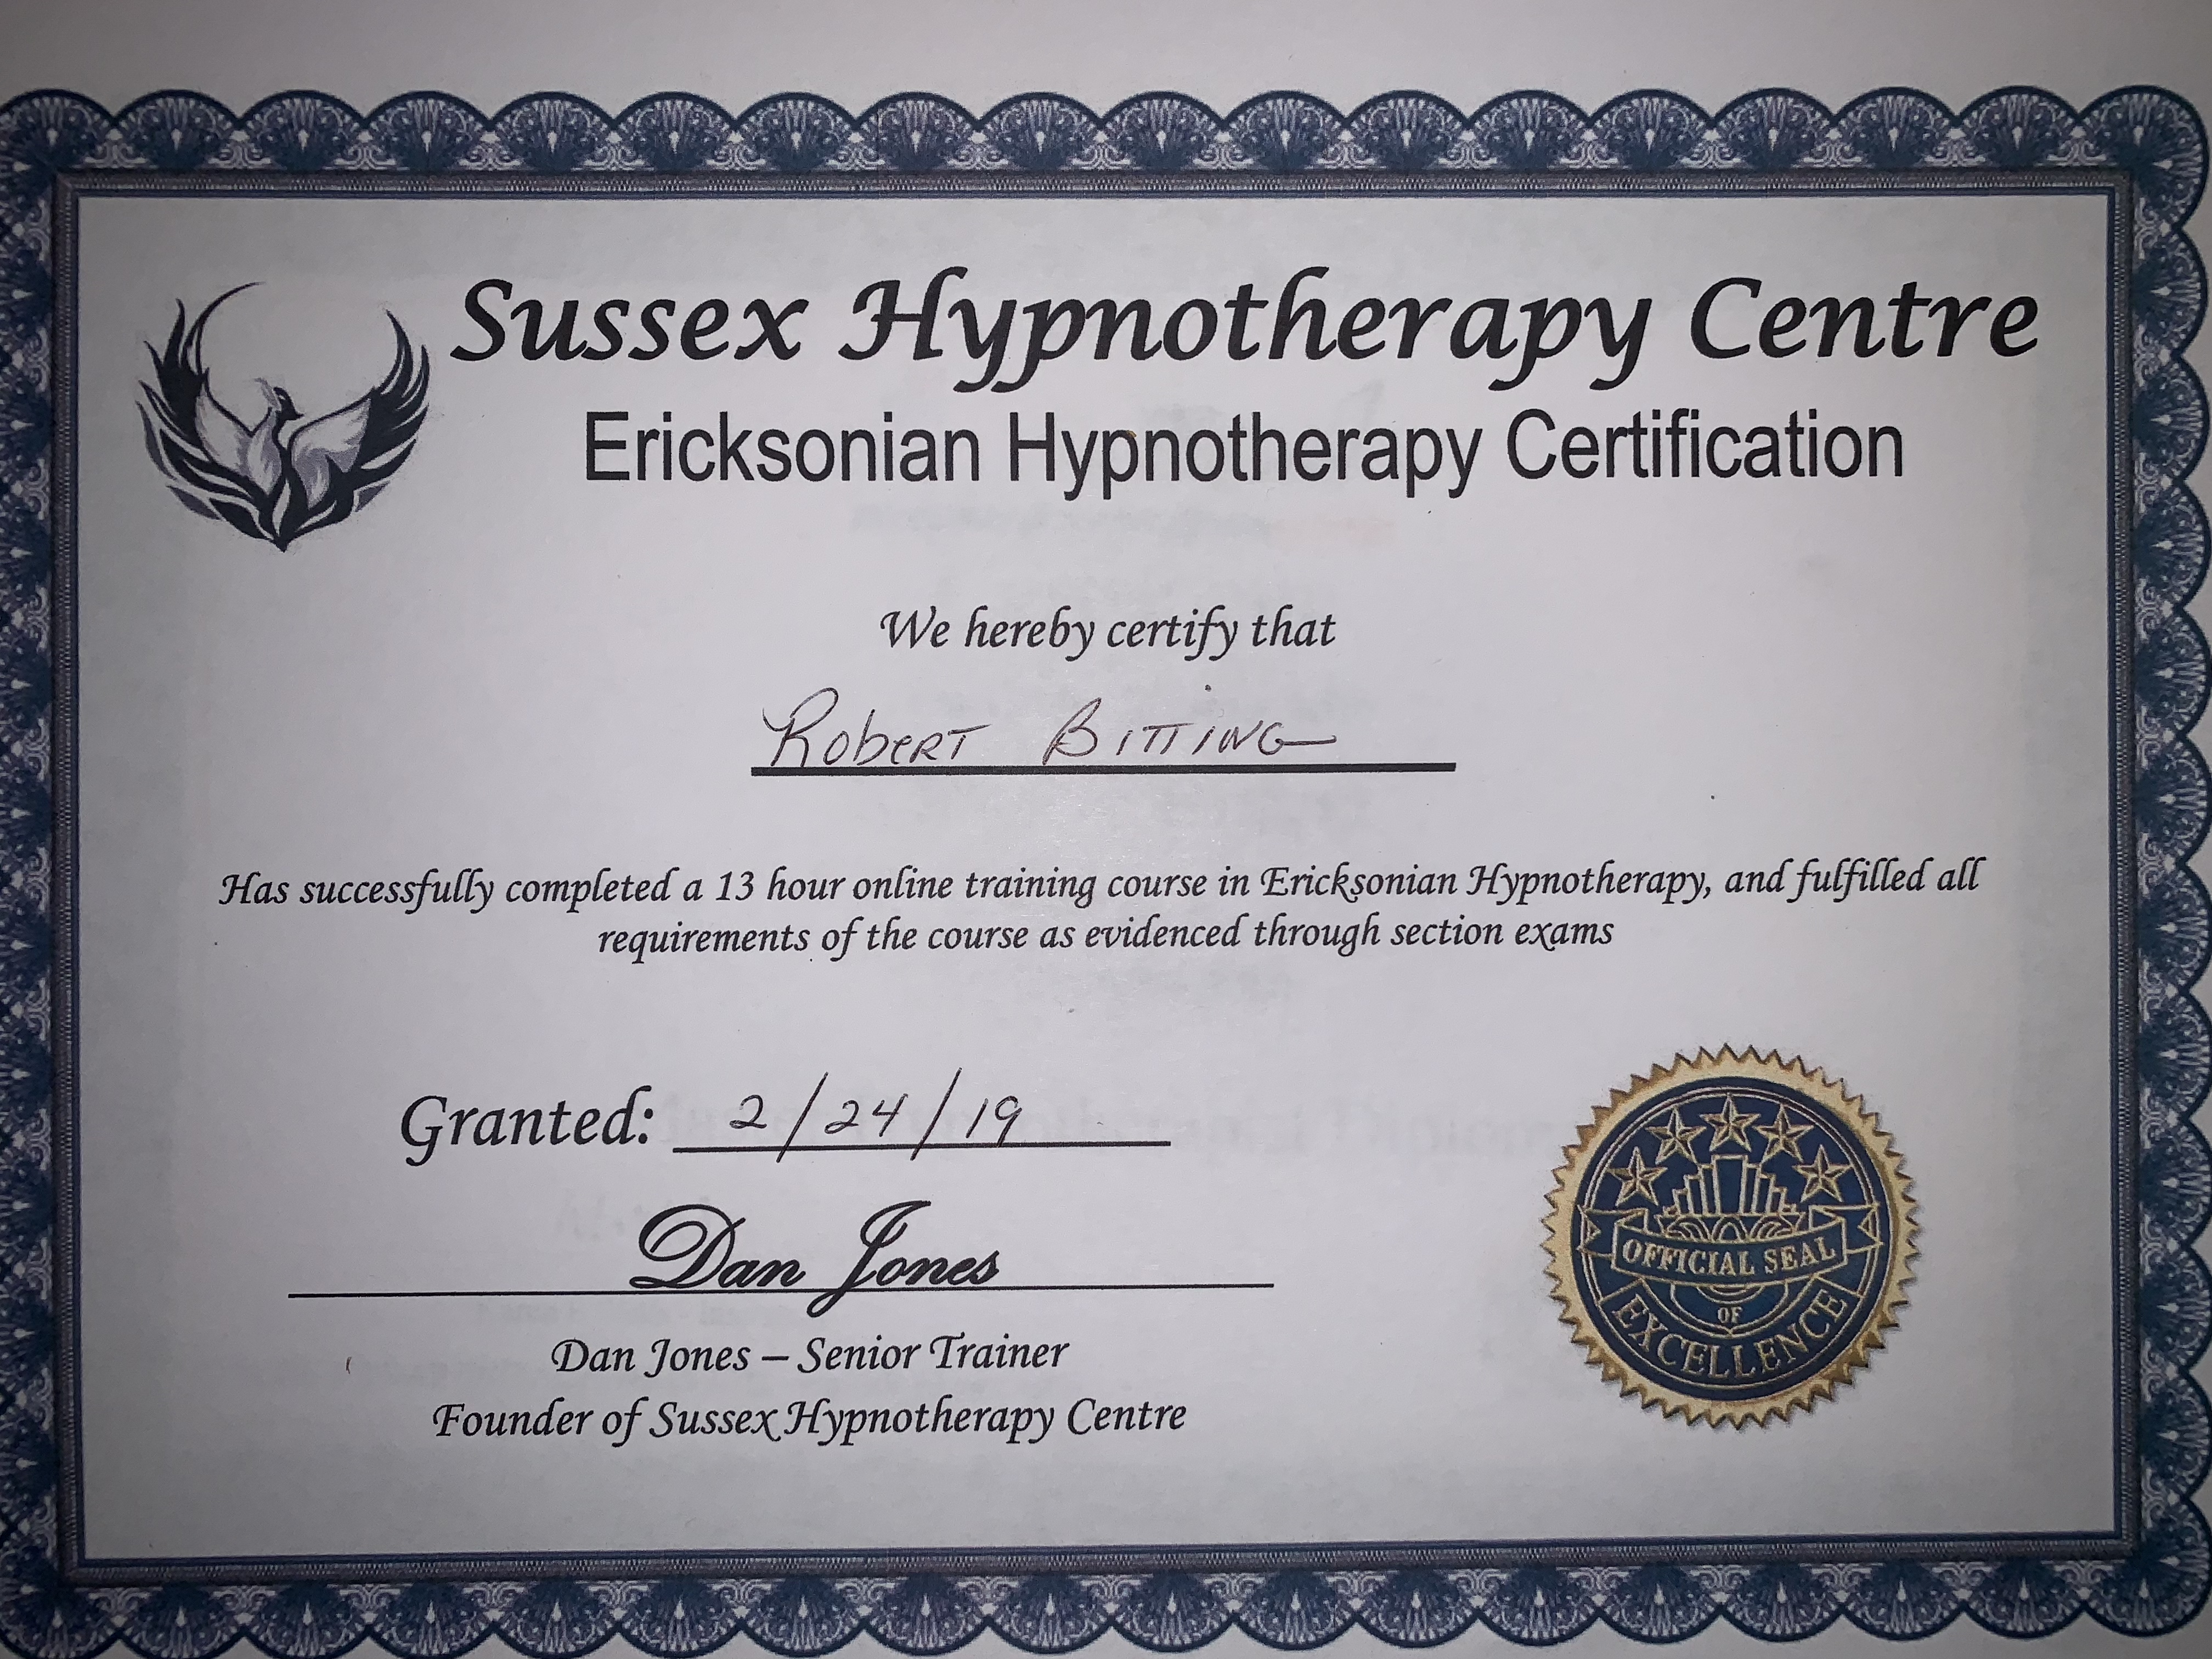 Sussex Hypnotherapy Centre
Ericksonian Hypnotherapy Certification
We hereby certify that
Robert Bitting
Has successfully completed a 13 hour online training course in Ericksonian Hypnotherapy, and fulfilled all
requirements of the course as evidenced through section exams
Granted: 2/24/19
Dan Jones
Dan Jones – Senior Trainer
Founder of Sussex Hypnotherapy Centre
OFFICIAL SEAL
OF
EXCELLENCE